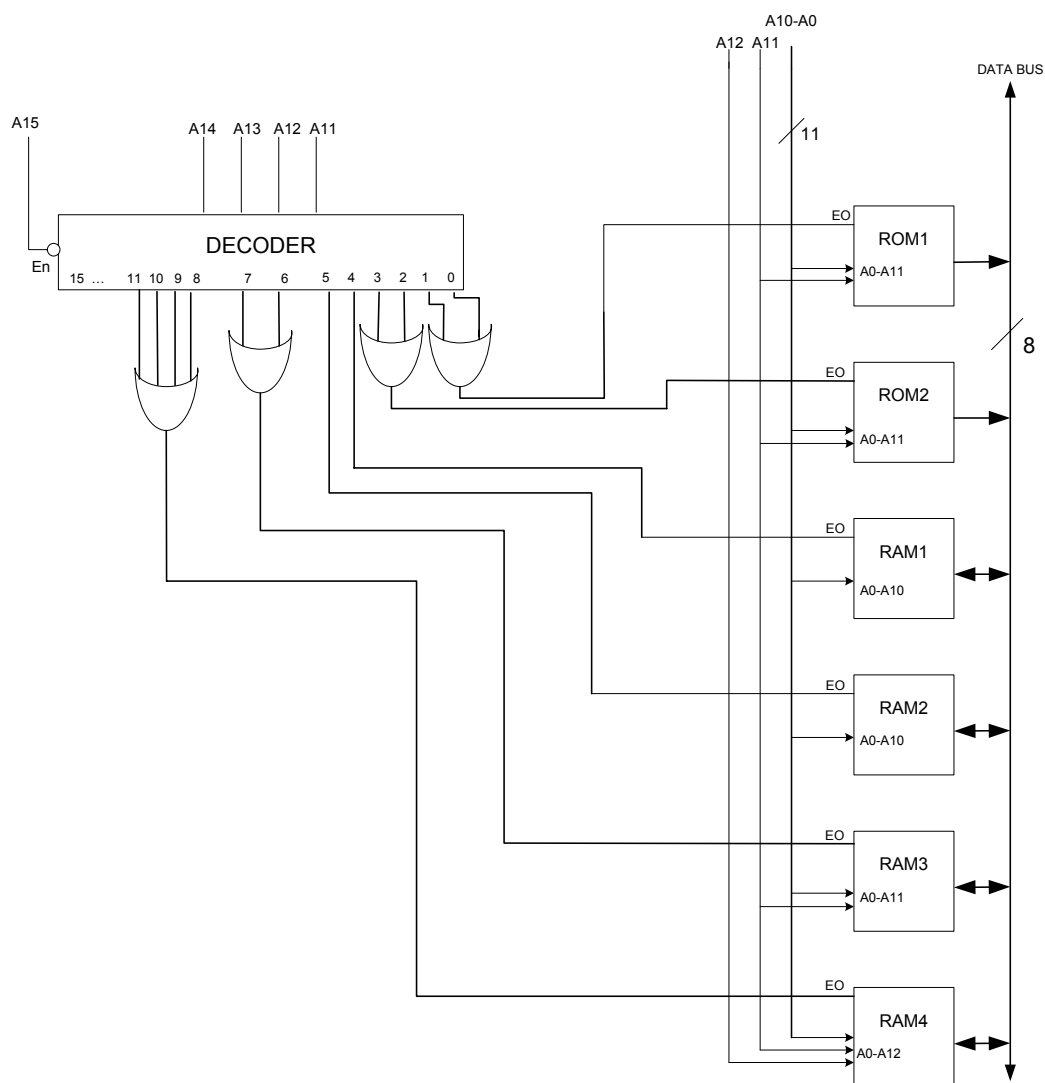 A10-A0
A12 A11
DATA BUS
A15
A14 A13 A12 A11
11
EO
ROM1
DECODER
En
A0-A11
15 ... 11 10 9 8 7 6 5 4 3 2 1 0
8
EO
ROM2
A0-A11
EO
RAM1
A0-A10
EO
RAM2
A0-A10
EO
RAM3
A0-A11
EO
RAM4
A0-A12